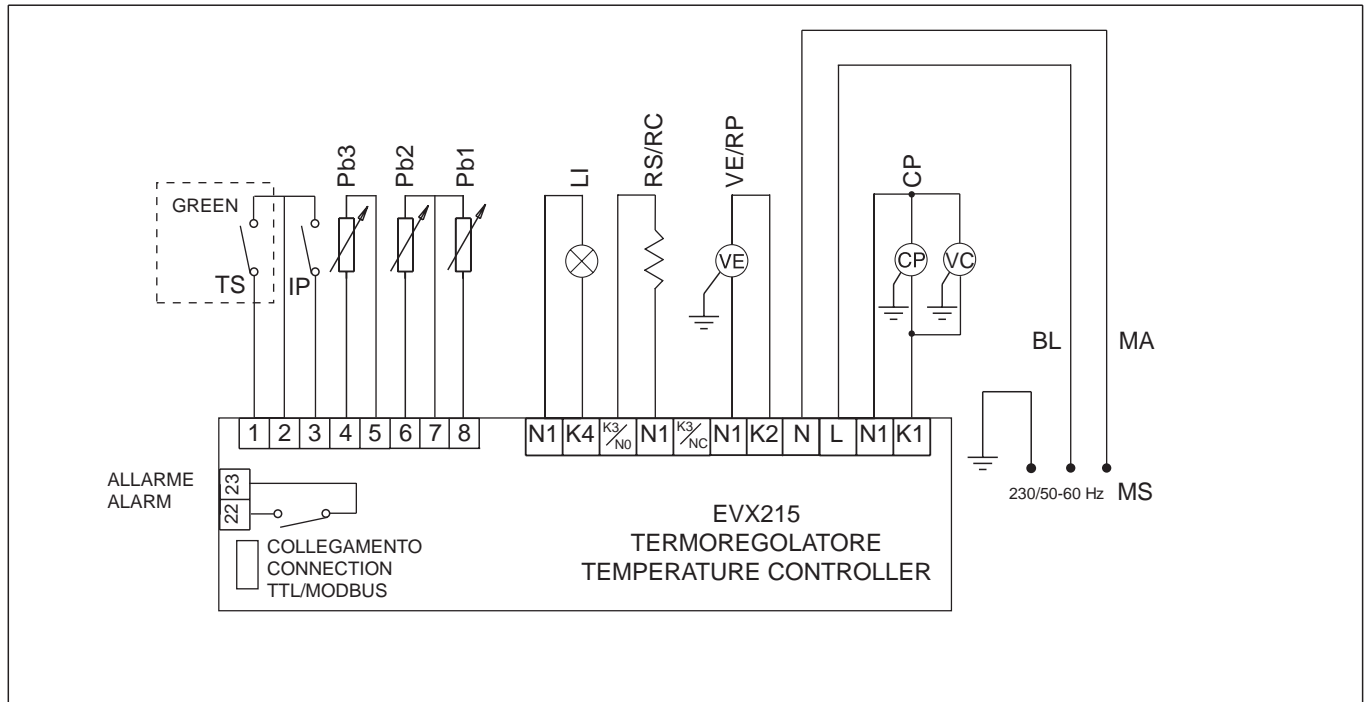 GREEN
TS
IP
Pb3
Pb2
Pb1
LI
RS/RC
VE/RP
VE
CP
CP
VC
BL
MA
1 2 3 4 5 6 7 8
N1 K4 K3/N0 N1 K3/NC N1 K2 N L N1 K1
230/50-60 Hz MS
ALLARME
ALARM
23
22
COLLEGAMENTO
CONNECTION
TTL/MODBUS
EVX215
TERMOREGOLATORE
TEMPERATURE CONTROLLER